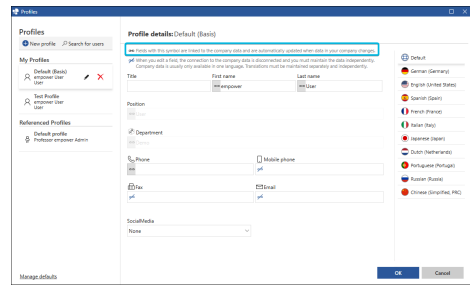 Profiles
Profiles
New profile
Search for users
My Profiles
Default (Basis)
empower User
User
Test Profile
empower User
User
Referenced Profiles
Default profile
Professor empower Admin
Manage defaults
Profile details: Default (Basis)
Fields with this symbol are linked to the company data and are automatically updated when data in your company changes.
When you edit a field, the connection to the company data is disconnected and you must maintain the data independently.
Company data is usually only available in one language. Translations must be maintained separately and independently.
Title
First name
Last name
empower
User
Position
Department
Phone
Mobile phone
Fax
Email
SocialMedia
None
Default
German (Germany)
English (United States)
Spanish (Spain)
French (France)
Italian (Italy)
Japanese (Japan)
Dutch (Netherlands)
Portuguese (Portugal)
Russian (Russia)
Chinese (Simplified, PRC)
OK
Cancel